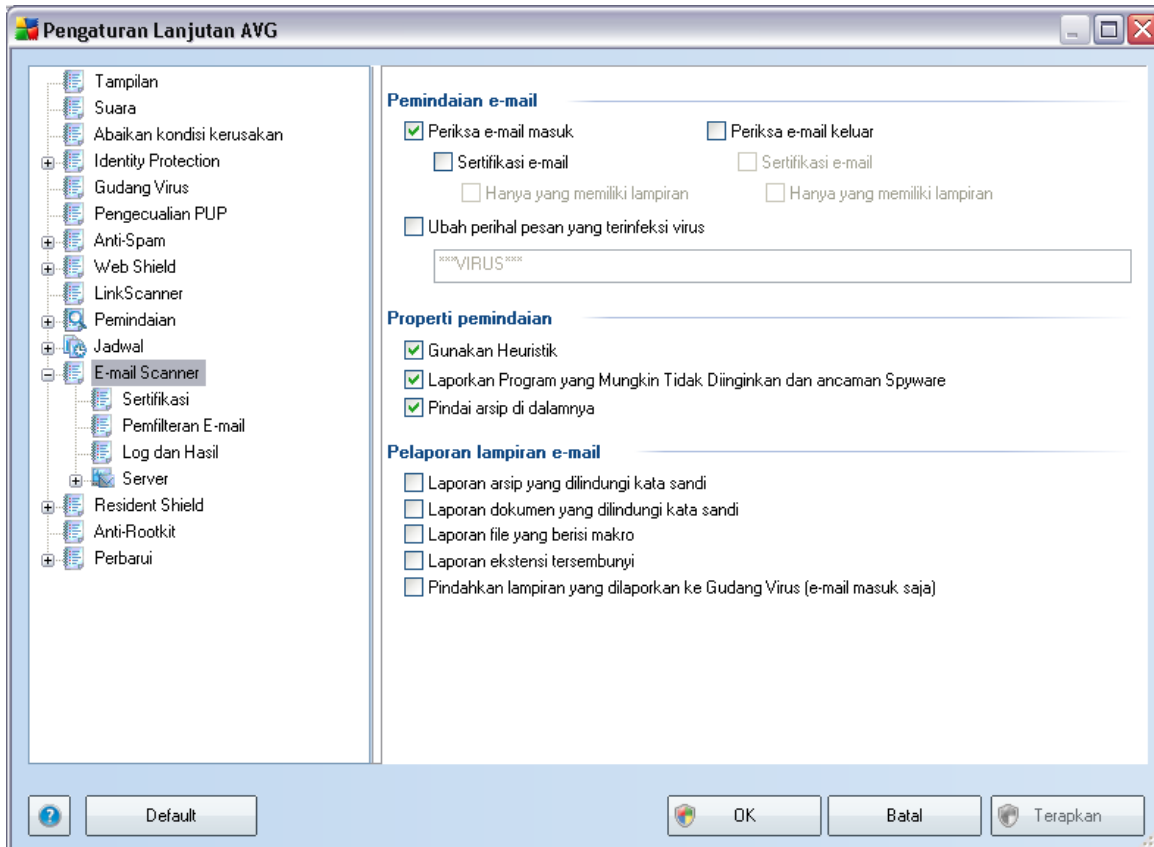 Pengaturan Lanjutan AVG
Tampilan
Suara
Abaikan kondisi kerusakan
Identity Protection
Gudang Virus
Pengecualian PUP
Anti-Spam
Web Shield
LinkScanner
Pemindaian
Jadwal
E-mail Scanner
Sertifikasi
Pemfilteran E-mail
Log dan Hasil
Server
Resident Shield
Anti-Rootkit
Perbarui
Pemindaian e-mail
Periksa e-mail masuk Periksa e-mail keluar
Sertifikasi e-mail Sertifikasi e-mail
Hanya yang memiliki lampiran Hanya yang memiliki lampiran
Ubah perihal pesan yang terinfeksi virus
***VIRUS***
Properti pemindaian
Gunakan Heuristik
Laporkan Program yang Mungkin Tidak Diinginkan dan ancaman Spyware
Pindai arsip di dalamnya
Pelaporan lampiran e-mail
Laporan arsip yang dilindungi kata sandi
Laporan dokumen yang dilindungi kata sandi
Laporan file yang berisi makro
Laporan ekstensi tersembunyi
Pindahkan lampiran yang dilaporkan ke Gudang Virus (e-mail masuk saja)
Default OK Batal Terapkan